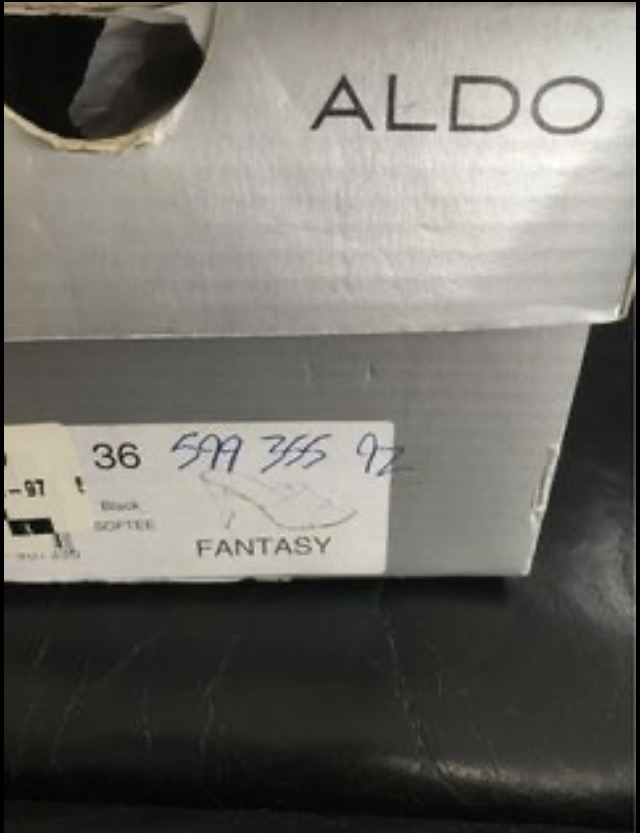 ALDO
36 599 355 92
-97
Black
SOFTEE
FANTASY